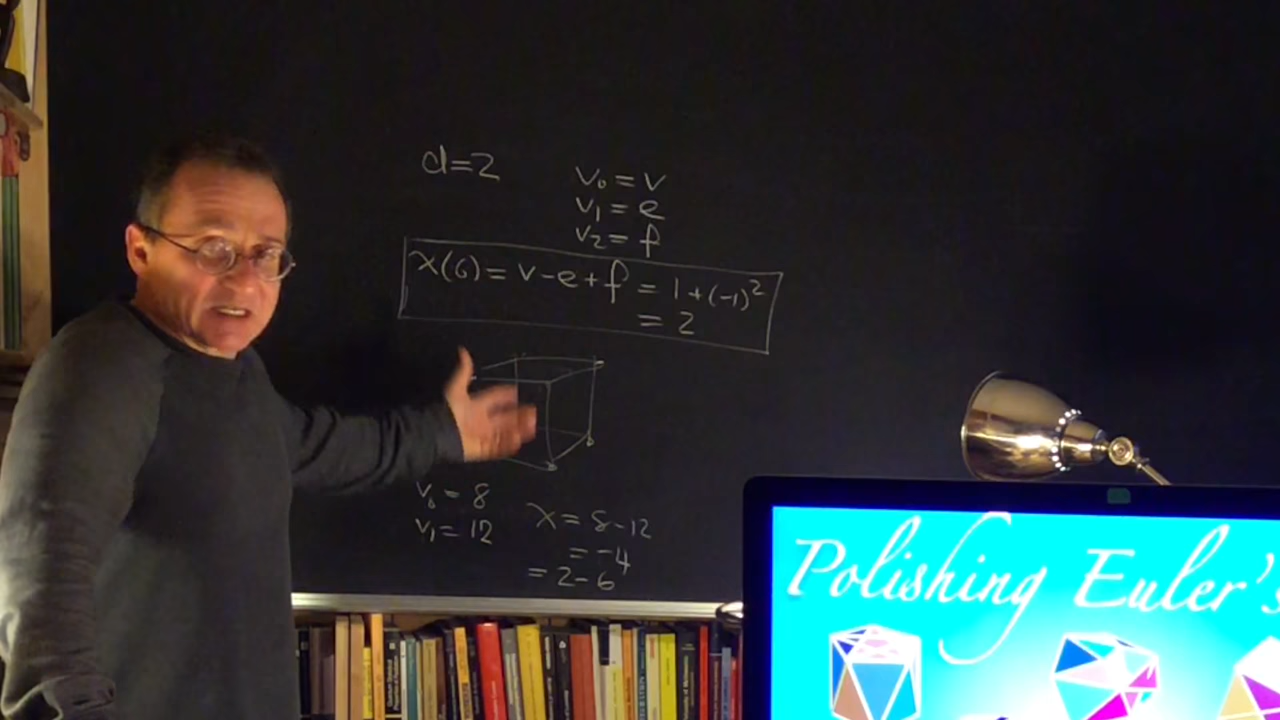 d=2
v₀ = v
v₁ = e
v₂ = f
χ(G) = v-e+f = 1+(-1)²
= 2
v₀ = 8
v₁ = 12
χ = 8-12
= -4
= 2-6
Polishing Euler's